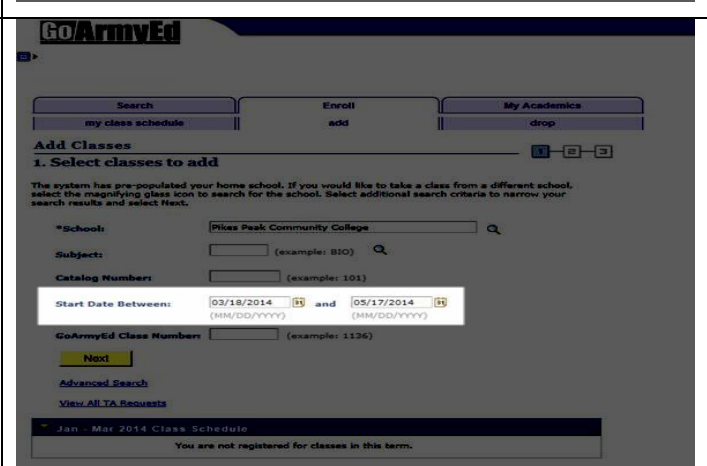 GoArmyEd
Search Enroll My Academics
my class schedule add drop
Add Classes
1 2 3
1. Select classes to add
The system has pre-populated your home school. If you would like to take a class from a different school,
select the magnifying glass icon to search for the school. Select additional search criteria to narrow your
search results and select Next.
*School: Pikes Peak Community College
Subject: (example: BIO)
Catalog Number: (example: 101)
Start Date Between: 03/18/2014 31 and 05/17/2014 31
(MM/DD/YYYY) (MM/DD/YYYY)
GoArmyEd Class Number: (example: 1136)
Next
Advanced Search
View All TA Requests
Jan - Mar 2014 Class Schedule
You are not registered for classes in this term.